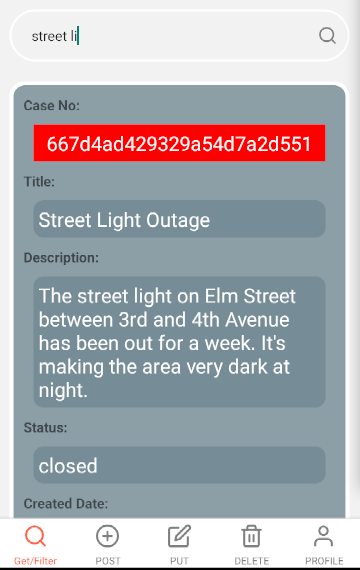 street li
Case No:
667d4ad429329a54d7a2d551
Title:
Street Light Outage
Description:
The street light on Elm Street
between 3rd and 4th Avenue
has been out for a week. It's
making the area very dark at
night.
Status:
closed
Created Date:
Get/Filter POST PUT DELETE PROFILE